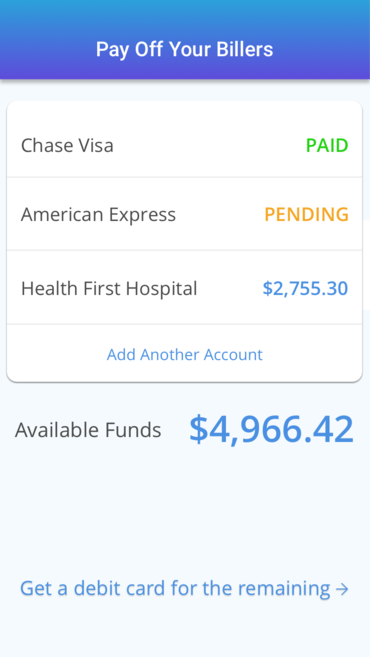 Pay Off Your Billers
Chase Visa PAID
American Express PENDING
Health First Hospital $2,755.30
Add Another Account
Available Funds $4,966.42
Get a debit card for the remaining →